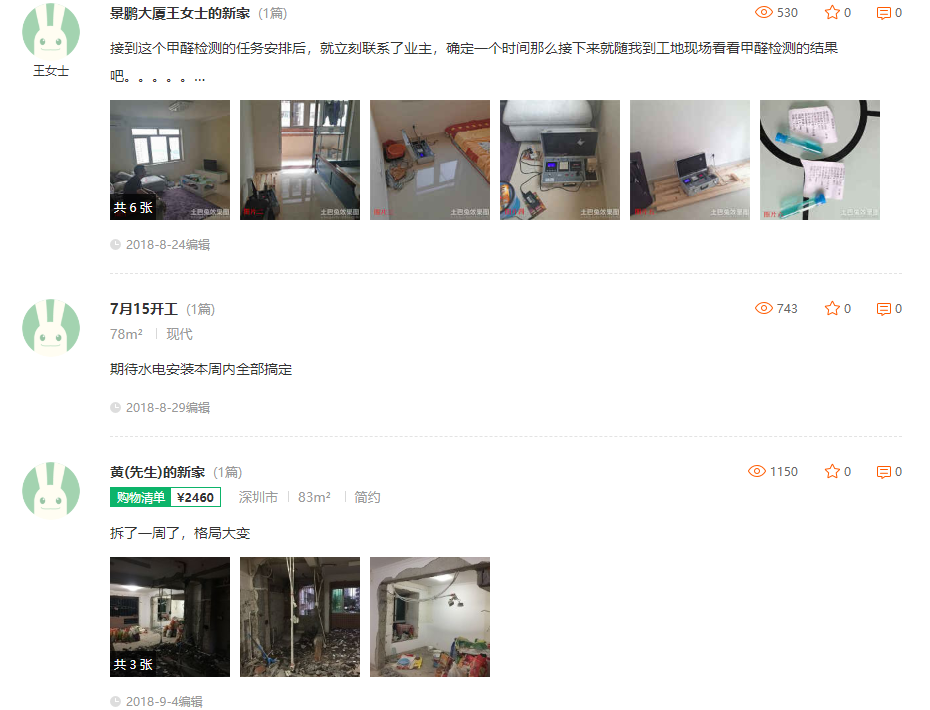 景鹏大厦王女士的新家 (1篇) 530 0 0
王女士
接到这个甲醛检测的任务安排后，就立刻联系了业主，确定一个时间那么接下来就随我到工地现场看看甲醛检测的结果
吧。。。。。...
共 6 张
土巴兔效果图
土巴兔效果图
土巴兔效果图
土巴兔效果图
土巴兔效果图
土巴兔效果图
2018-8-24编辑
7月15开工 (1篇) 743 0 0
78m² 现代
期待水电安装本周内全部搞定
2018-8-29编辑
黄(先生)的新家 (1篇) 1150 0 0
购物清单 ¥2460 深圳市 83m² 简约
拆了一周了，格局大变
共 3 张
2018-9-4编辑